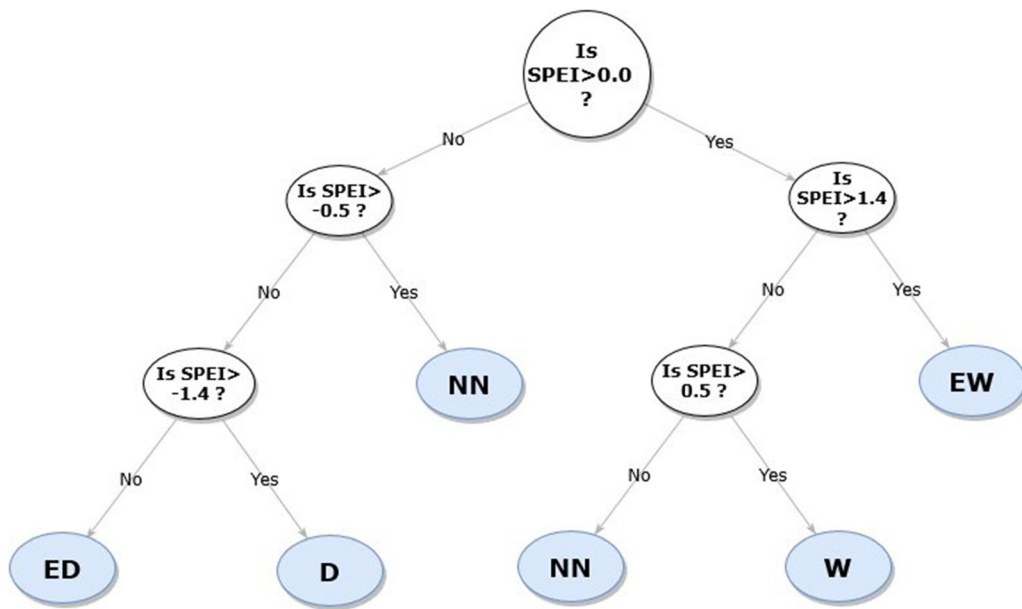 Is
SPEI>0.0
?
No
Yes
Is SPEI>
-0.5 ?
Is
SPEI>1.4
?
No
Yes
No
Yes
Is SPEI>
-1.4 ?
NN
Is SPEI>
0.5 ?
EW
No
Yes
No
Yes
ED
D
NN
W